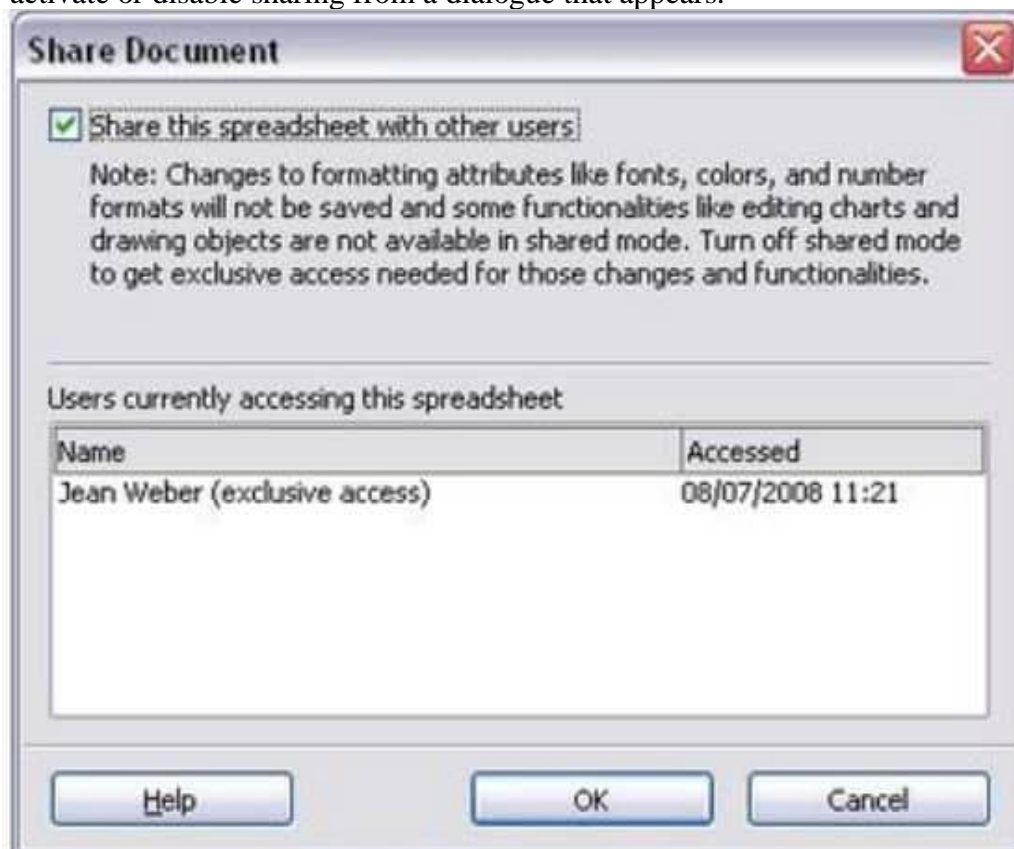 activate or disable sharing from a dialogue that appears.
Share Document
Share this spreadsheet with other users
Note: Changes to formatting attributes like fonts, colors, and number
formats will not be saved and some functionalities like editing charts and
drawing objects are not available in shared mode. Turn off shared mode
to get exclusive access needed for those changes and functionalities.
Users currently accessing this spreadsheet
Name Accessed
Jean Weber (exclusive access) 08/07/2008 11:21
Help OK Cancel